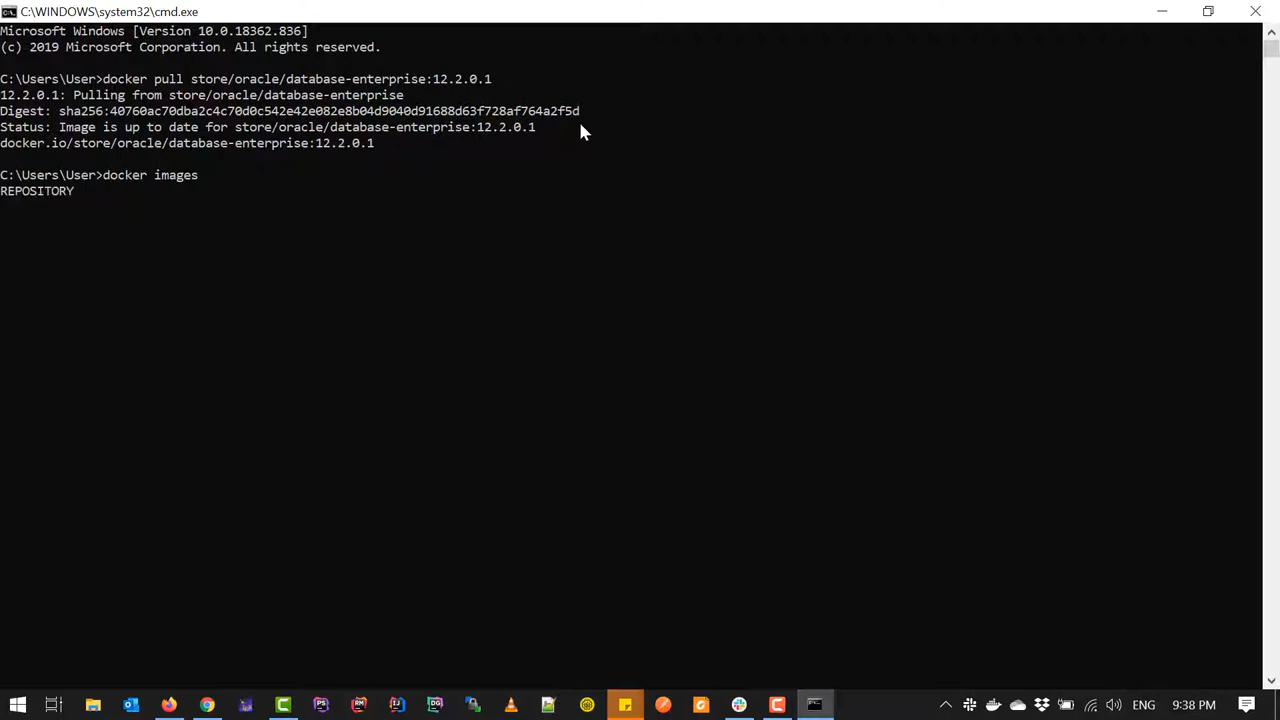 C:\WINDOWS\system32\cmd.exe
Microsoft Windows [Version 10.0.18362.836]
(c) 2019 Microsoft Corporation. All rights reserved.
C:\Users\User>docker pull store/oracle/database-enterprise:12.2.0.1
12.2.0.1: Pulling from store/oracle/database-enterprise
Digest: sha256:40760ac70dba2c4c70d0c542e42e082e8b04d9040d91688d63f728af764a2f5d
Status: Image is up to date for store/oracle/database-enterprise:12.2.0.1
docker.io/store/oracle/database-enterprise:12.2.0.1
C:\Users\User>docker images
REPOSITORY
PS RM IJ DG ENG 9:38 PM